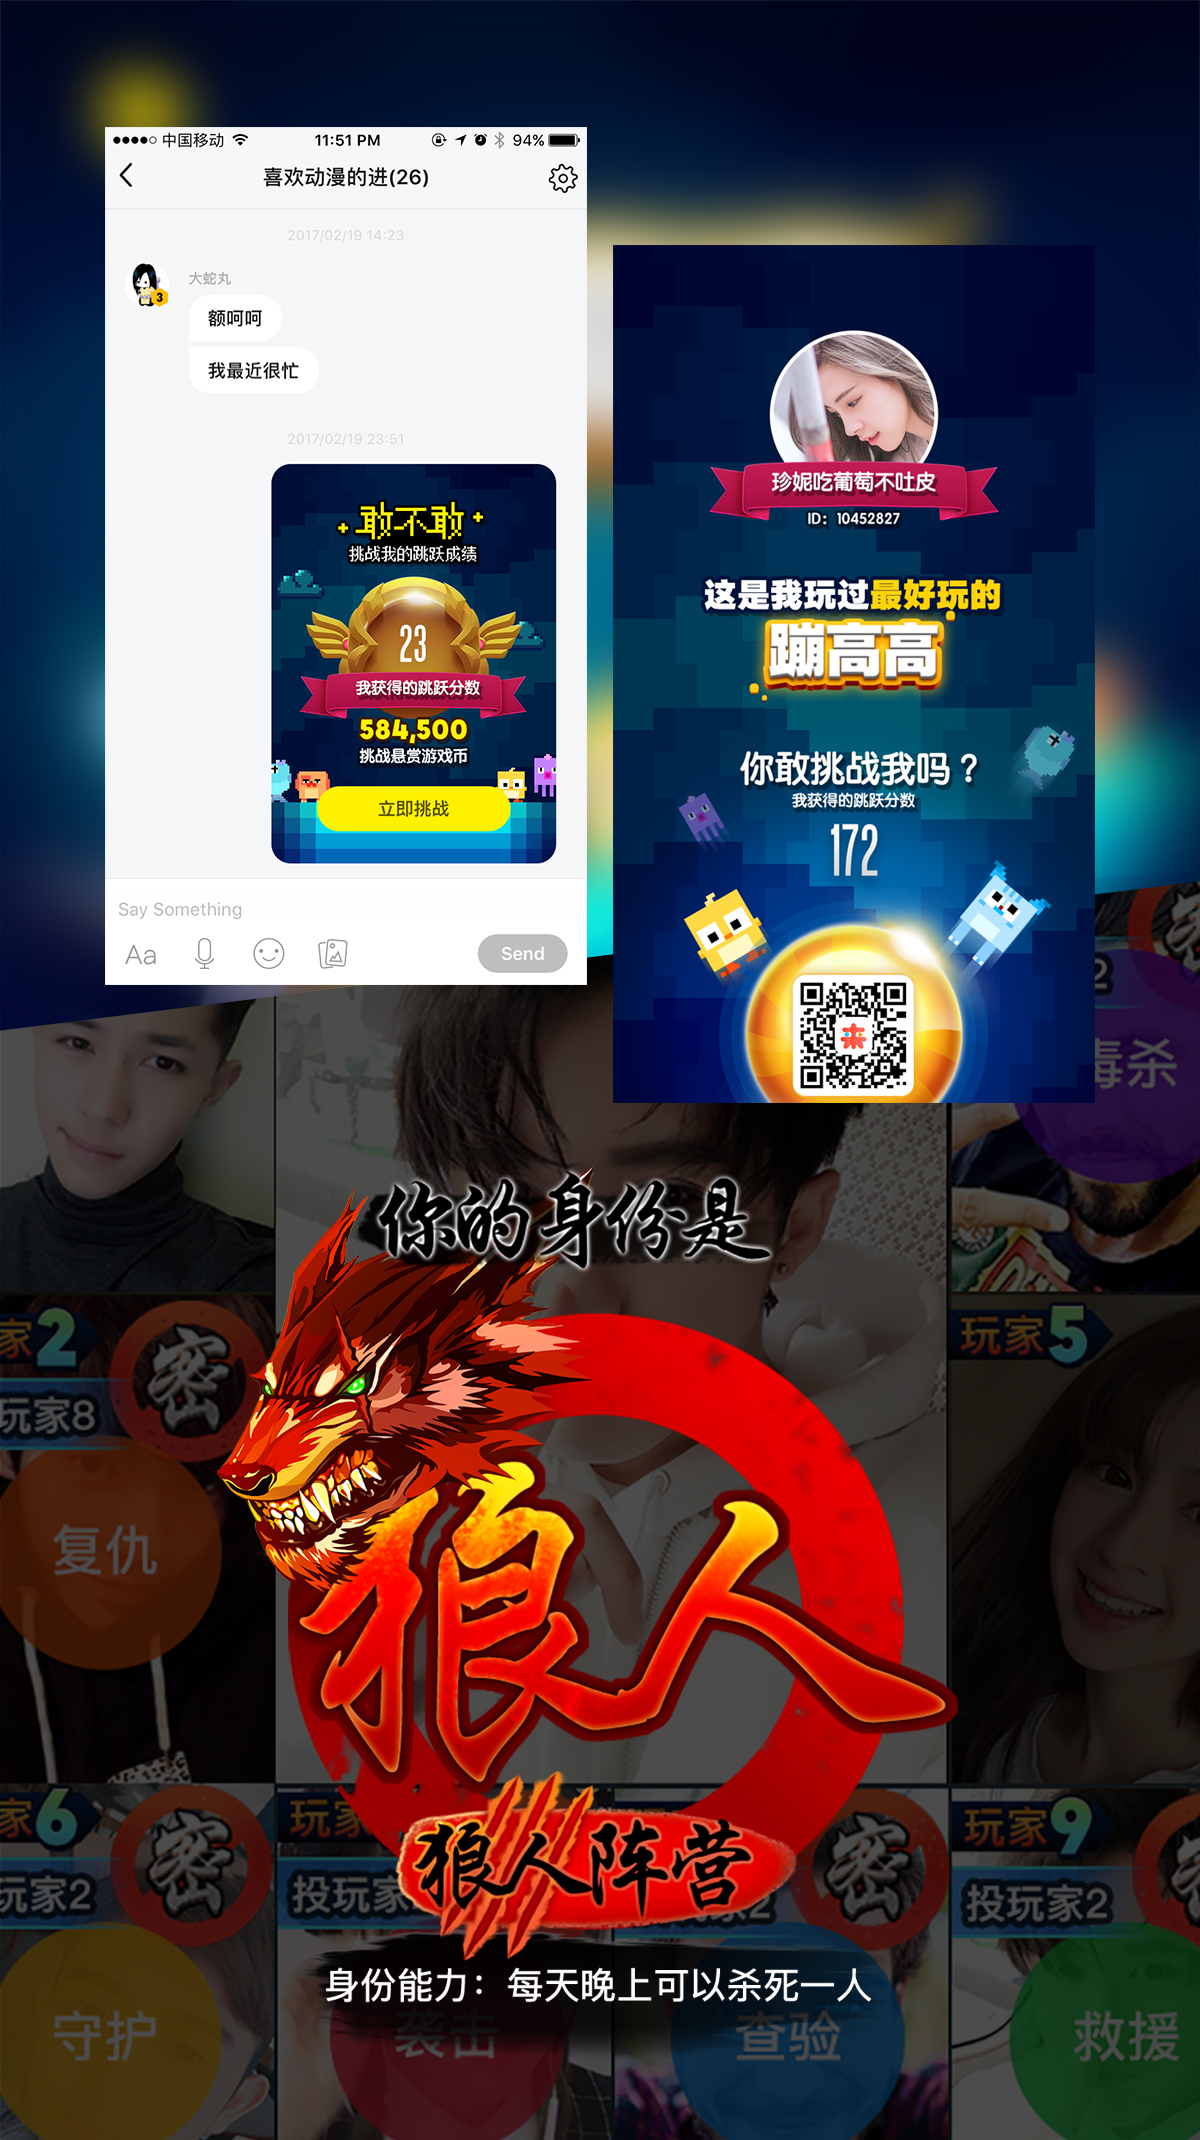 中国移动
11:51 PM
94%
喜欢动漫的进(26)
2017/02/19 14:23
大蛇丸
3
额呵呵
我最近很忙
2017/02/19 23:51
敢不敢
挑战我的跳跃成绩
23
我获得的跳跃分数
584,500
挑战悬赏游戏币
立即挑战
Say Something
Aa
Send
珍妮吃葡萄不吐皮
ID：10452827
这是我玩过最好玩的
蹦高高
你敢挑战我吗？
我获得的跳跃分数
172
2
毒杀
你的身份是
家2
密
玩家8
玩家5
复仇
狼人
家6
密
玩家
密
玩家9
玩家2
投玩家
2
投玩家2
狼人阵营
身份能力：每天晚上可以杀死一人
守护
袭击
查验
救援